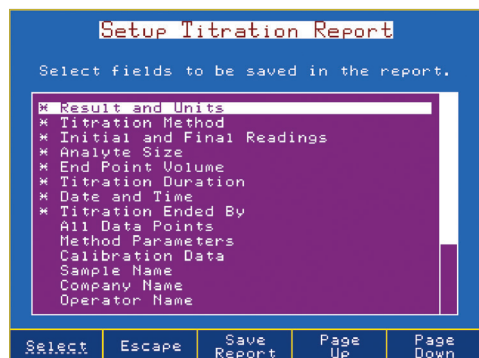 Setup Titration Report
Select fields to be saved in the report.
* Result and Units
* Titration Method
* Initial and Final Readings
* Analyte Size
* End Point Volume
* Titration Duration
* Date and Time
* Titration Ended By
All Data Points
Method Parameters
Calibration Data
Sample Name
Company Name
Operator Name
Select
Escape
Save
Report
Page
Up
Page
Down